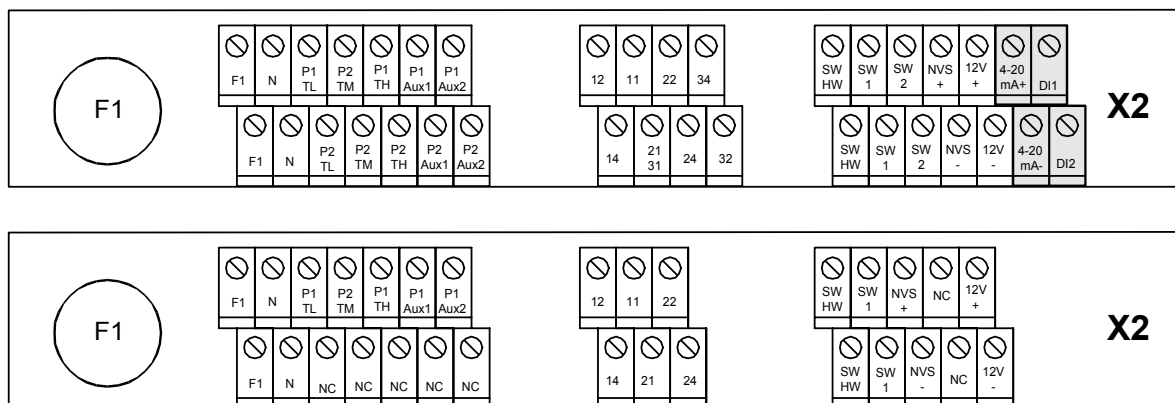 F1
F1 N P1 TL P2 TM P1 TH P1 Aux1 P1 Aux2
12 11 22 34
SW HW SW 1 SW 2 NVS + 12V + 4-20 mA+ DI1
X2
F1 N P2 TL P2 TM P2 TH P2 Aux1 P2 Aux2
14 21 31 24 32
SW HW SW 1 SW 2 NVS - 12V - 4-20 mA- DI2
F1
F1 N P1 TL P2 TM P1 TH P1 Aux1 P1 Aux2
12 11 22
SW HW SW 1 NVS + NC 12V +
X2
F1 N NC NC NC NC NC
14 21 24
SW HW SW 1 NVS - NC 12V -